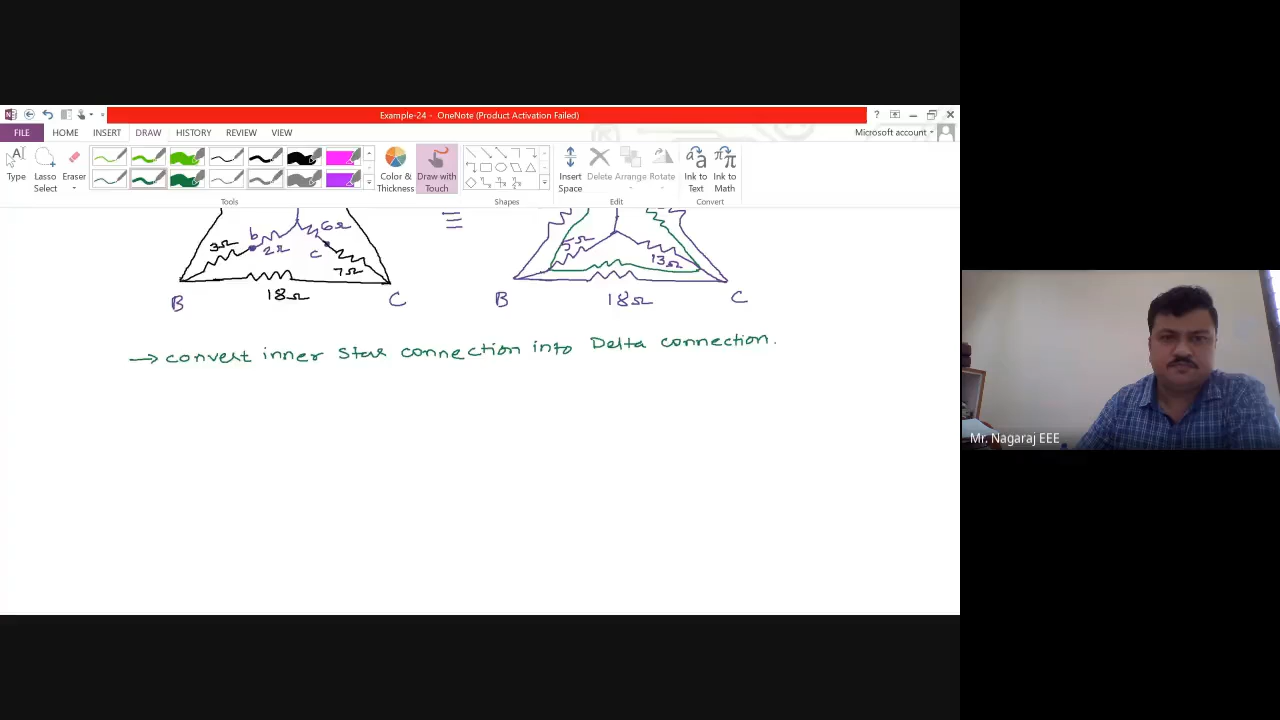 Example-24 - OneNote (Product Activation Failed)
?
FILE HOME INSERT DRAW HISTORY REVIEW VIEW
Microsoft account
Type
Lasso Select
Eraser
Color & Thickness
Draw with Touch
Insert Space
Delete Arrange Rotate
Ink to Text
Ink to Math
Tools
Shapes
Edit
Convert
b
6Ω
3Ω
2Ω
c
7Ω
18Ω
B
C
≡
5Ω
13Ω
B
18Ω
C
→ convert inner star connection into Delta connection.
Mr. Nagaraj EEE